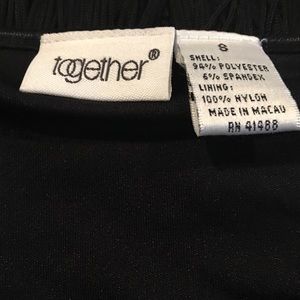 together®
S
SHELL:
94% POLYESTER
6% SPANDEX
LINING:
100% NYLON
MADE IN MACAU
RN 41488